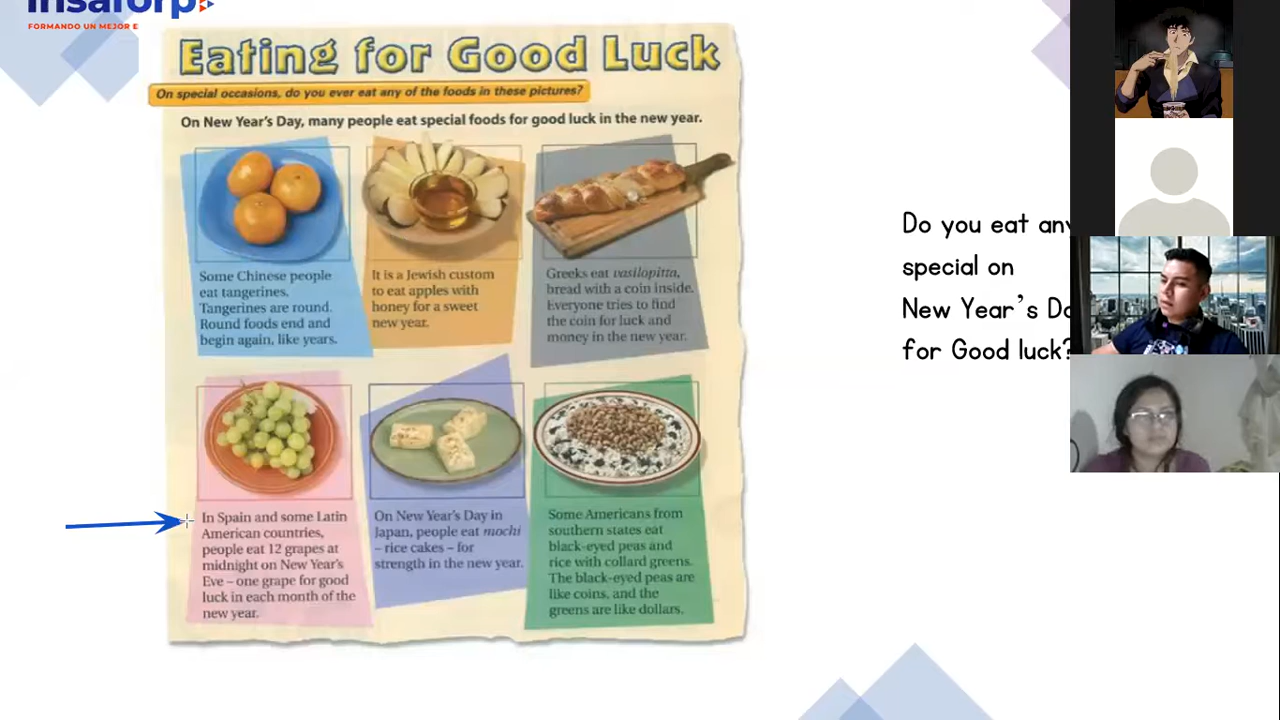 insaforp
FORMANDO UN MEJOR E
Eating for Good Luck
On special occasions, do you ever eat any of the foods in these pictures?
On New Year's Day, many people eat special foods for good luck in the new year.
Some Chinese people
eat tangerines.
Tangerines are round.
Round foods end and
begin again, like years.
It is a Jewish custom
to eat apples with
honey for a sweet
new year.
Greeks eat vasilopitta,
bread with a coin inside.
Everyone tries to find
the coin for luck and
money in the new year.
In Spain and some Latin
American countries,
people eat 12 grapes at
midnight on New Year's
Eve – one grape for good
luck in each month of the
new year.
On New Year's Day in
Japan, people eat mochi
– rice cakes – for
strength in the new year.
Some Americans from
southern states eat
black-eyed peas and
rice with collard greens.
The black-eyed peas are
like coins, and the
greens are like dollars.
Do you eat any
special on
New Year's Da
for Good luck?